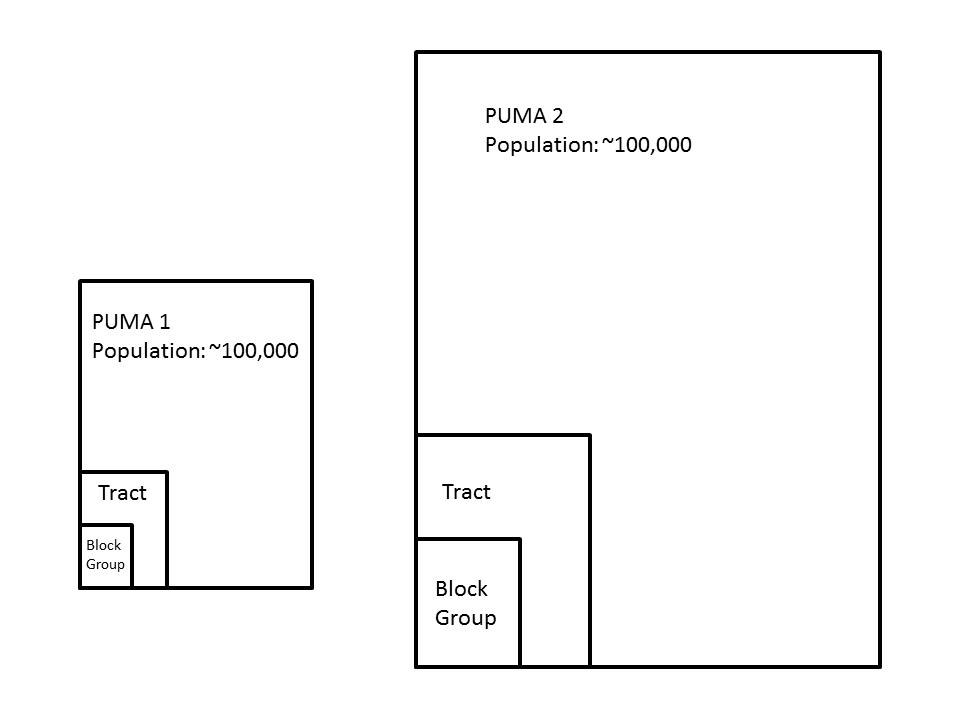 PUMA 1
Population: ~100,000
Tract
Block
Group
PUMA 2
Population: ~100,000
Tract
Block
Group